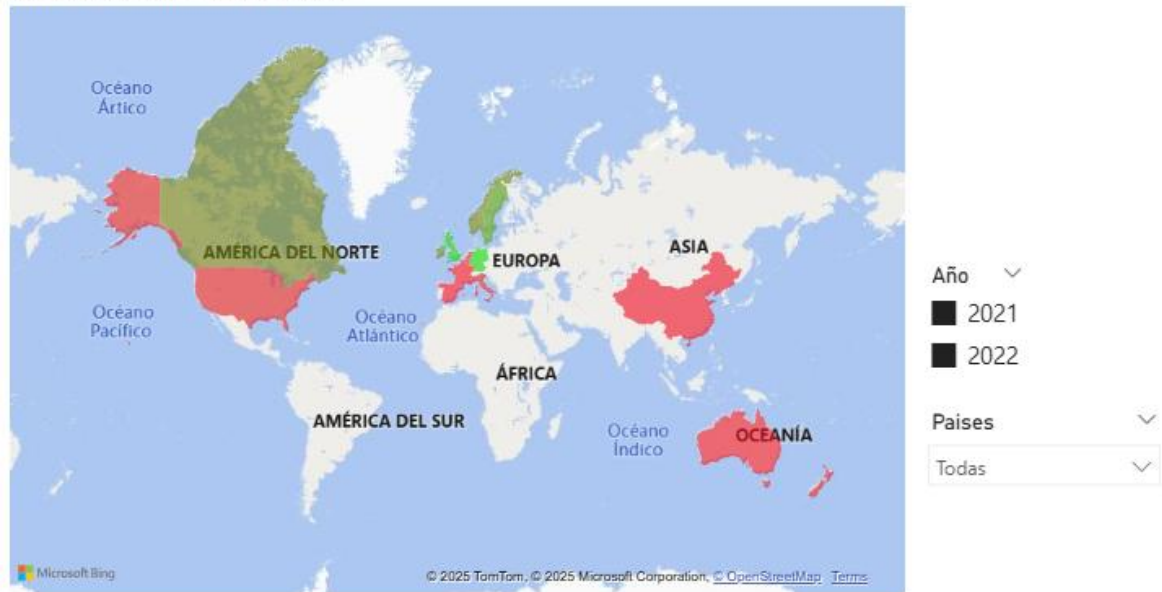 Océano
Ártico
AMÉRICA DEL NORTE
EUROPA
ASIA
Océano
Pacífico
Océano
Atlántico
ÁFRICA
AMÉRICA DEL SUR
Océano
Índico
OCEANÍA
Microsoft Bing
© 2025 TomTom, © 2025 Microsoft Corporation, © OpenStreetMap Terms
Año
2021
2022
Paises
Todas